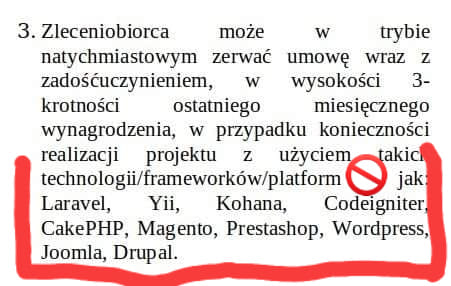 3. Zleceniobiorca może w trybie
natychmiastowym zerwać umowę wraz z
zadośćuczynieniem, w wysokości 3-
krotności ostatniego miesięcznego
wynagrodzenia, w przypadku konieczności
realizacji projektu z użyciem takich
technologii/frameworków/platform jak:
Laravel, Yii, Kohana, Codeigniter,
CakePHP, Magento, Prestashop, Wordpress,
Joomla, Drupal.